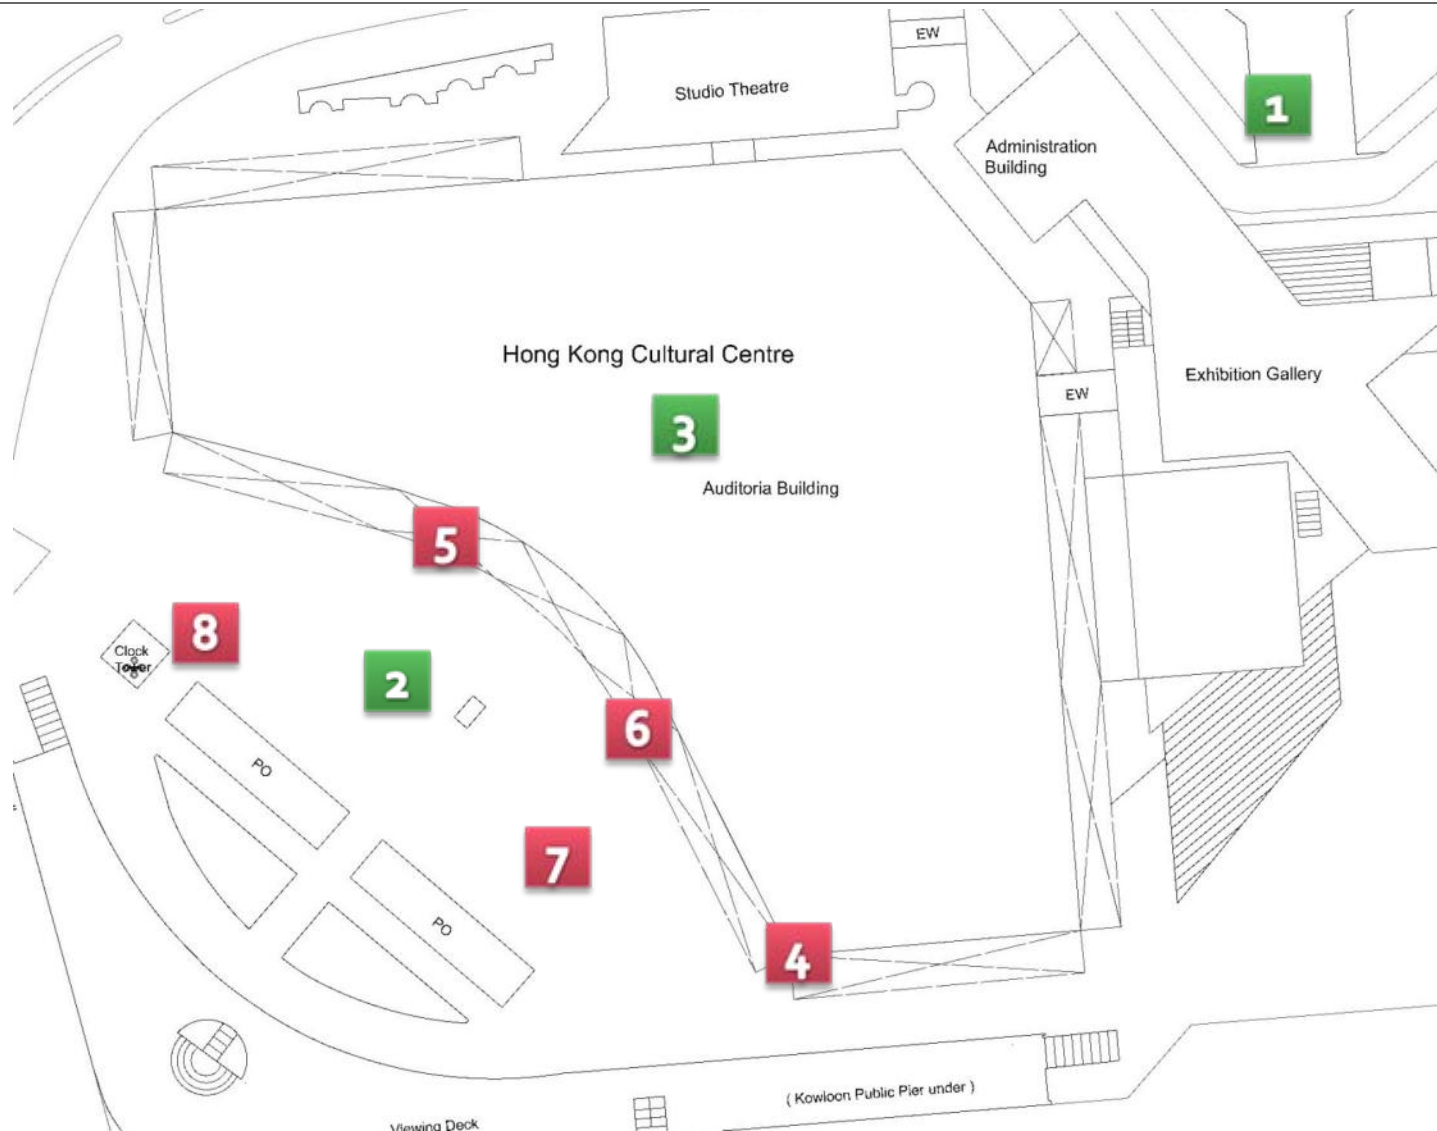 EW
Studio Theatre
1
Administration
Building
Hong Kong Cultural Centre
Exhibition Gallery
EW
3
Auditoria Building
5
8
Clock
Tower
2
6
PO
7
PO
4
( Kowloon Public Pier under )
Viewing Deck